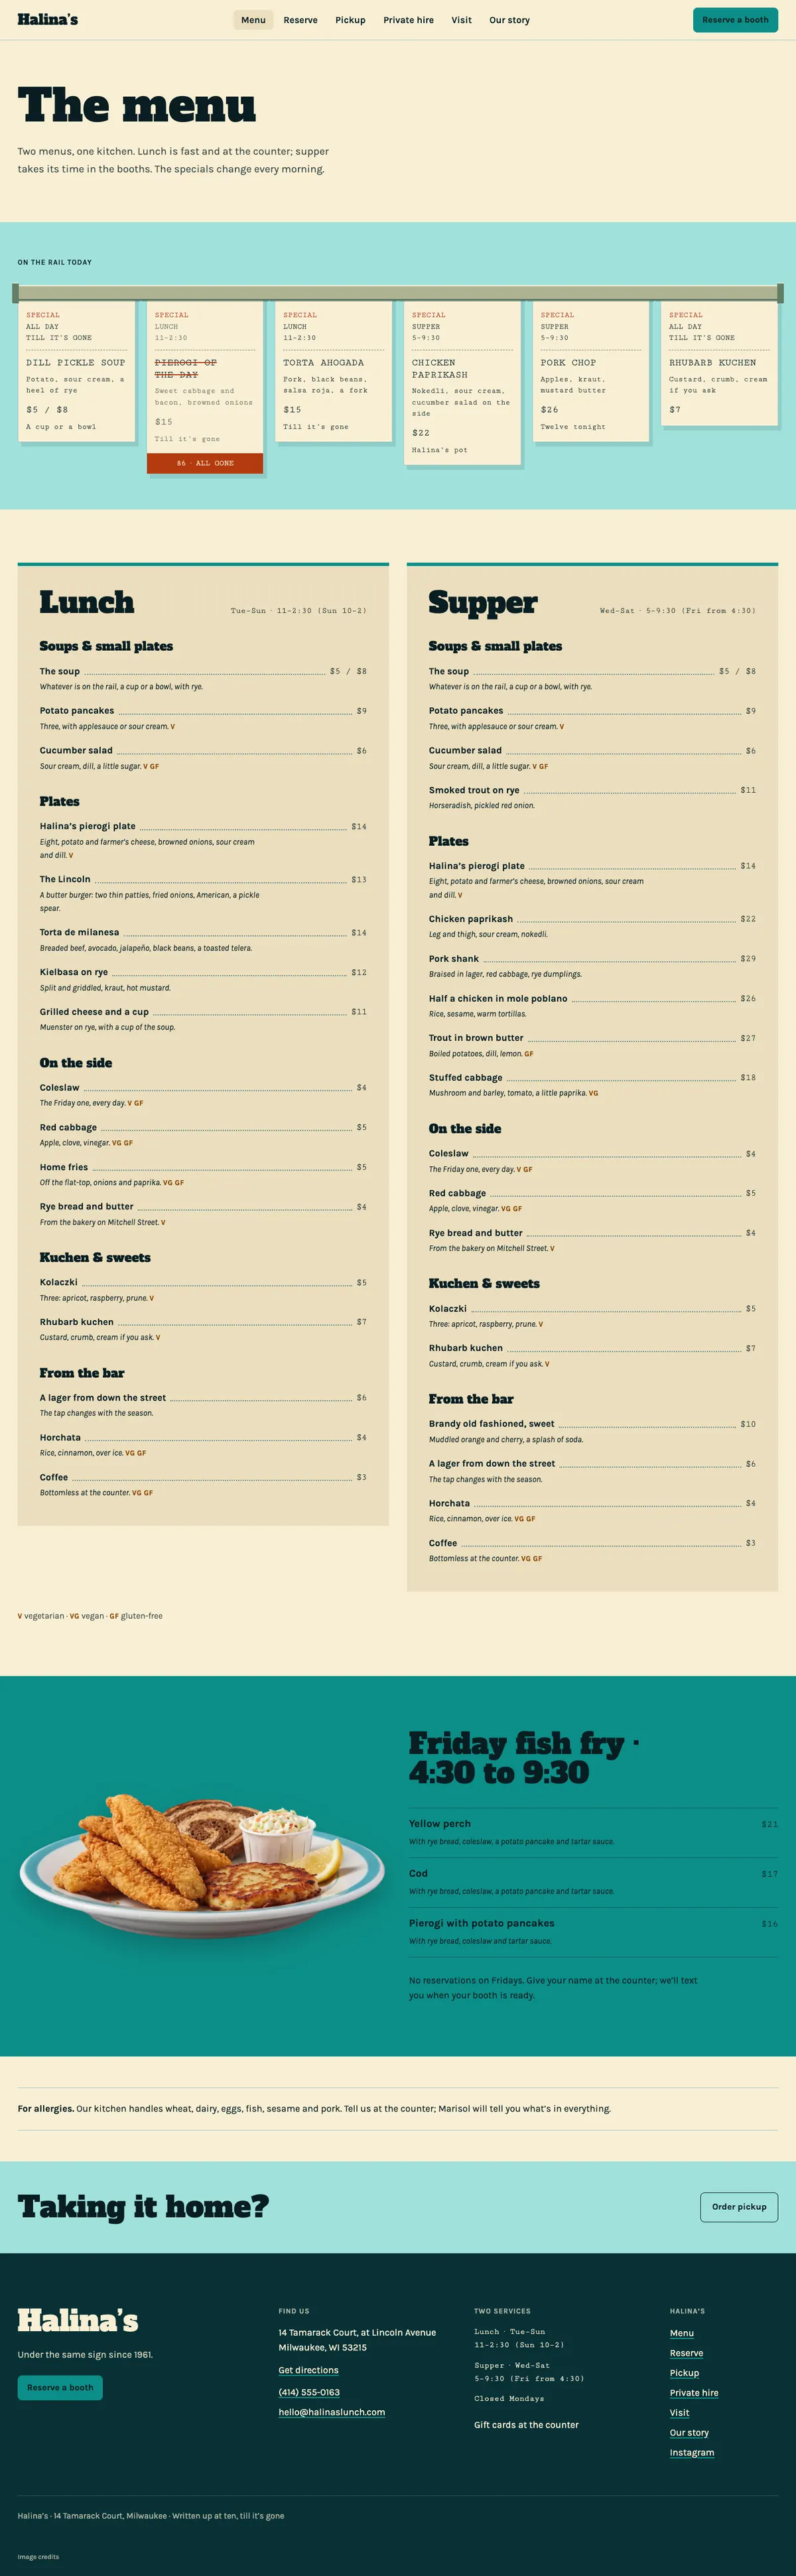 Halina's
Menu
Reserve
Pickup
Private hire
Visit
Our story
Reserve a booth
The menu
Two menus, one kitchen. Lunch is fast and at the counter; supper
takes its time in the booths. The specials change every morning.
ON THE RAIL TODAY
SPECIAL
ALL DAY
TILL IT'S GONE
DILL PICKLE SOUP
Potato, sour cream, a
heel of rye
$5 / $8
A cup or a bowl
SPECIAL
LUNCH
11–2:30
PIEROGI OF
THE DAY
Sweet cabbage and
bacon, browned onions
$15
Till it's gone
86 · ALL GONE
SPECIAL
LUNCH
11–2:30
TORTA AHOGADA
Pork, black beans,
salsa roja, a fork
$15
Till it's gone
SPECIAL
SUPPER
5–9:30
CHICKEN
PAPRIKASH
Nokedli, sour cream,
cucumber salad on the
side
$22
Halina's pot
SPECIAL
SUPPER
5–9:30
PORK CHOP
Apples, kraut,
mustard butter
$26
Twelve tonight
SPECIAL
ALL DAY
TILL IT'S GONE
RHUBARB KUCHEN
Custard, crumb, cream
if you ask
$7
Lunch
Tue–Sun · 11–2:30 (Sun 10–2)
Soups & small plates
The soup $5 / $8
Whatever is on the rail, a cup or a bowl, with rye.
Potato pancakes $9
Three, with applesauce or sour cream. V
Cucumber salad $6
Sour cream, dill, a little sugar. V GF
Plates
Halina's pierogi plate $14
Eight, potato and farmer's cheese, browned onions, sour cream
and dill. V
The Lincoln $13
A butter burger: two thin patties, fried onions, American, a pickle
spear.
Torta de milanesa $14
Breaded beef, avocado, jalapeño, black beans, a toasted telera.
Kielbasa on rye $12
Split and griddled, kraut, hot mustard.
Grilled cheese and a cup $11
Muenster on rye, with a cup of the soup.
On the side
Coleslaw $4
The Friday one, every day. V GF
Red cabbage $5
Apple, clove, vinegar. VG GF
Home fries $5
Off the flat-top, onions and paprika. VG GF
Rye bread and butter $4
From the bakery on Mitchell Street. V
Kuchen & sweets
Kolaczki $5
Three: apricot, raspberry, prune. V
Rhubarb kuchen $7
Custard, crumb, cream if you ask. V
From the bar
A lager from down the street $6
The tap changes with the season.
Horchata $4
Rice, cinnamon, over ice. VG GF
Coffee $3
Bottomless at the counter. VG GF
Supper
Wed–Sat · 5–9:30 (Fri from 4:30)
Soups & small plates
The soup $5 / $8
Whatever is on the rail, a cup or a bowl, with rye.
Potato pancakes $9
Three, with applesauce or sour cream. V
Cucumber salad $6
Sour cream, dill, a little sugar. V GF
Smoked trout on rye $11
Horseradish, pickled red onion.
Plates
Halina's pierogi plate $14
Eight, potato and farmer's cheese, browned onions, sour cream
and dill. V
Chicken paprikash $22
Leg and thigh, sour cream, nokedli.
Pork shank $29
Braised in lager, red cabbage, rye dumplings.
Half a chicken in mole poblano $26
Rice, sesame, warm tortillas.
Trout in brown butter $27
Boiled potatoes, dill, lemon. GF
Stuffed cabbage $18
Mushroom and barley, tomato, a little paprika. VG
On the side
Coleslaw $4
The Friday one, every day. V GF
Red cabbage $5
Apple, clove, vinegar. VG GF
Rye bread and butter $4
From the bakery on Mitchell Street. V
Kuchen & sweets
Kolaczki $5
Three: apricot, raspberry, prune. V
Rhubarb kuchen $7
Custard, crumb, cream if you ask. V
From the bar
Brandy old fashioned, sweet $10
Muddled orange and cherry, a splash of soda.
A lager from down the street $6
The tap changes with the season.
Horchata $4
Rice, cinnamon, over ice. VG GF
Coffee $3
Bottomless at the counter. VG GF
V vegetarian · VG vegan · GF gluten-free
Friday fish fry ·
4:30 to 9:30
Yellow perch $21
With rye bread, coleslaw, a potato pancake and tartar sauce.
Cod $17
With rye bread, coleslaw, a potato pancake and tartar sauce.
Pierogi with potato pancakes $16
With rye bread, coleslaw and tartar sauce.
No reservations on Fridays. Give your name at the counter; we'll text
you when your booth is ready.
For allergies. Our kitchen handles wheat, dairy, eggs, fish, sesame and pork. Tell us at the counter; Marisol will tell you what's in everything.
Taking it home?
Order pickup
Halina's
Under the same sign since 1961.
Reserve a booth
FIND US
14 Tamarack Court, at Lincoln Avenue
Milwaukee, WI 53215
Get directions
(414) 555-0163
hello@halinaslunch.com
TWO SERVICES
Lunch · Tue–Sun
11–2:30 (Sun 10–2)
Supper · Wed–Sat
5–9:30 (Fri from 4:30)
Closed Mondays
Gift cards at the counter
HALINA'S
Menu
Reserve
Pickup
Private hire
Visit
Our story
Instagram
Halina's · 14 Tamarack Court, Milwaukee · Written up at ten, till it's gone
Image credits